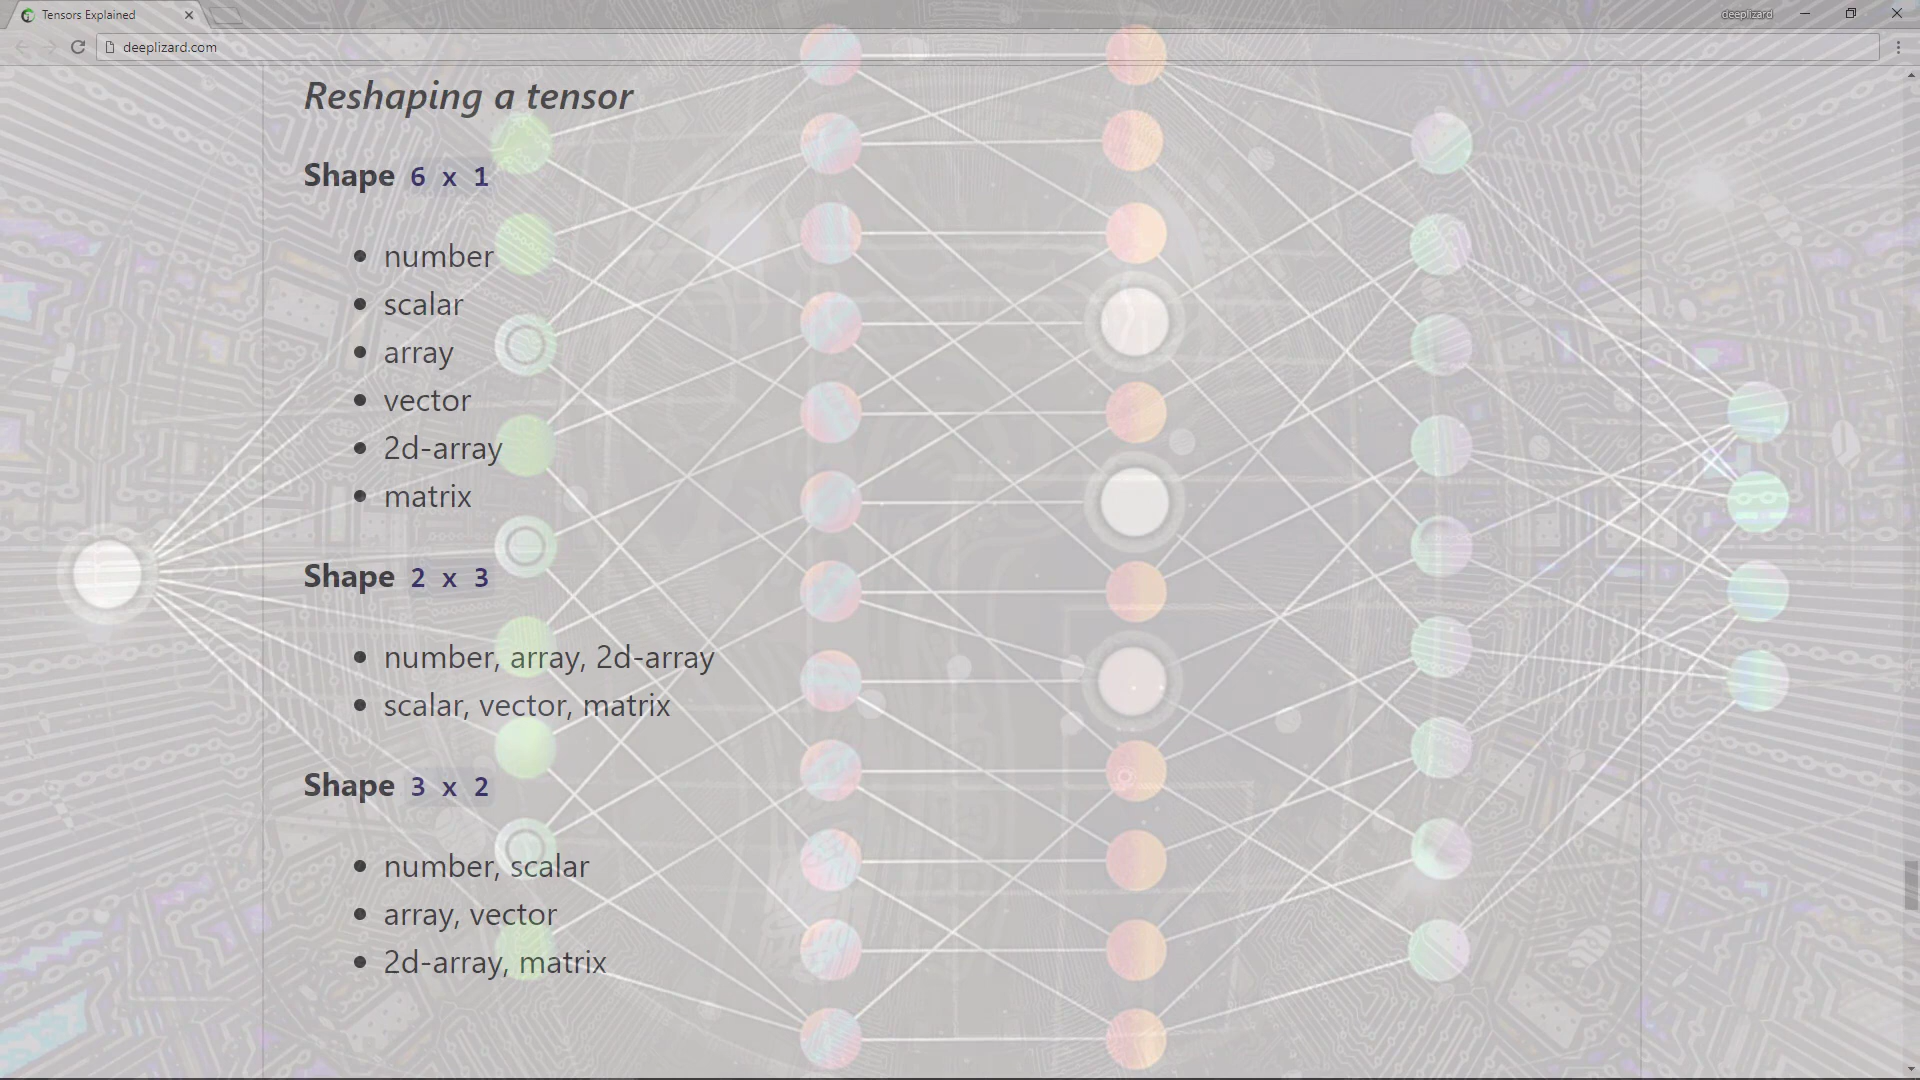 Tensors Explained
deeplizard
deeplizard.com
Reshaping a tensor
Shape 6 x 1
number
scalar
array
vector
2d-array
matrix
Shape 2 x 3
number, array, 2d-array
scalar, vector, matrix
Shape 3 x 2
number, scalar
array, vector
2d-array, matrix